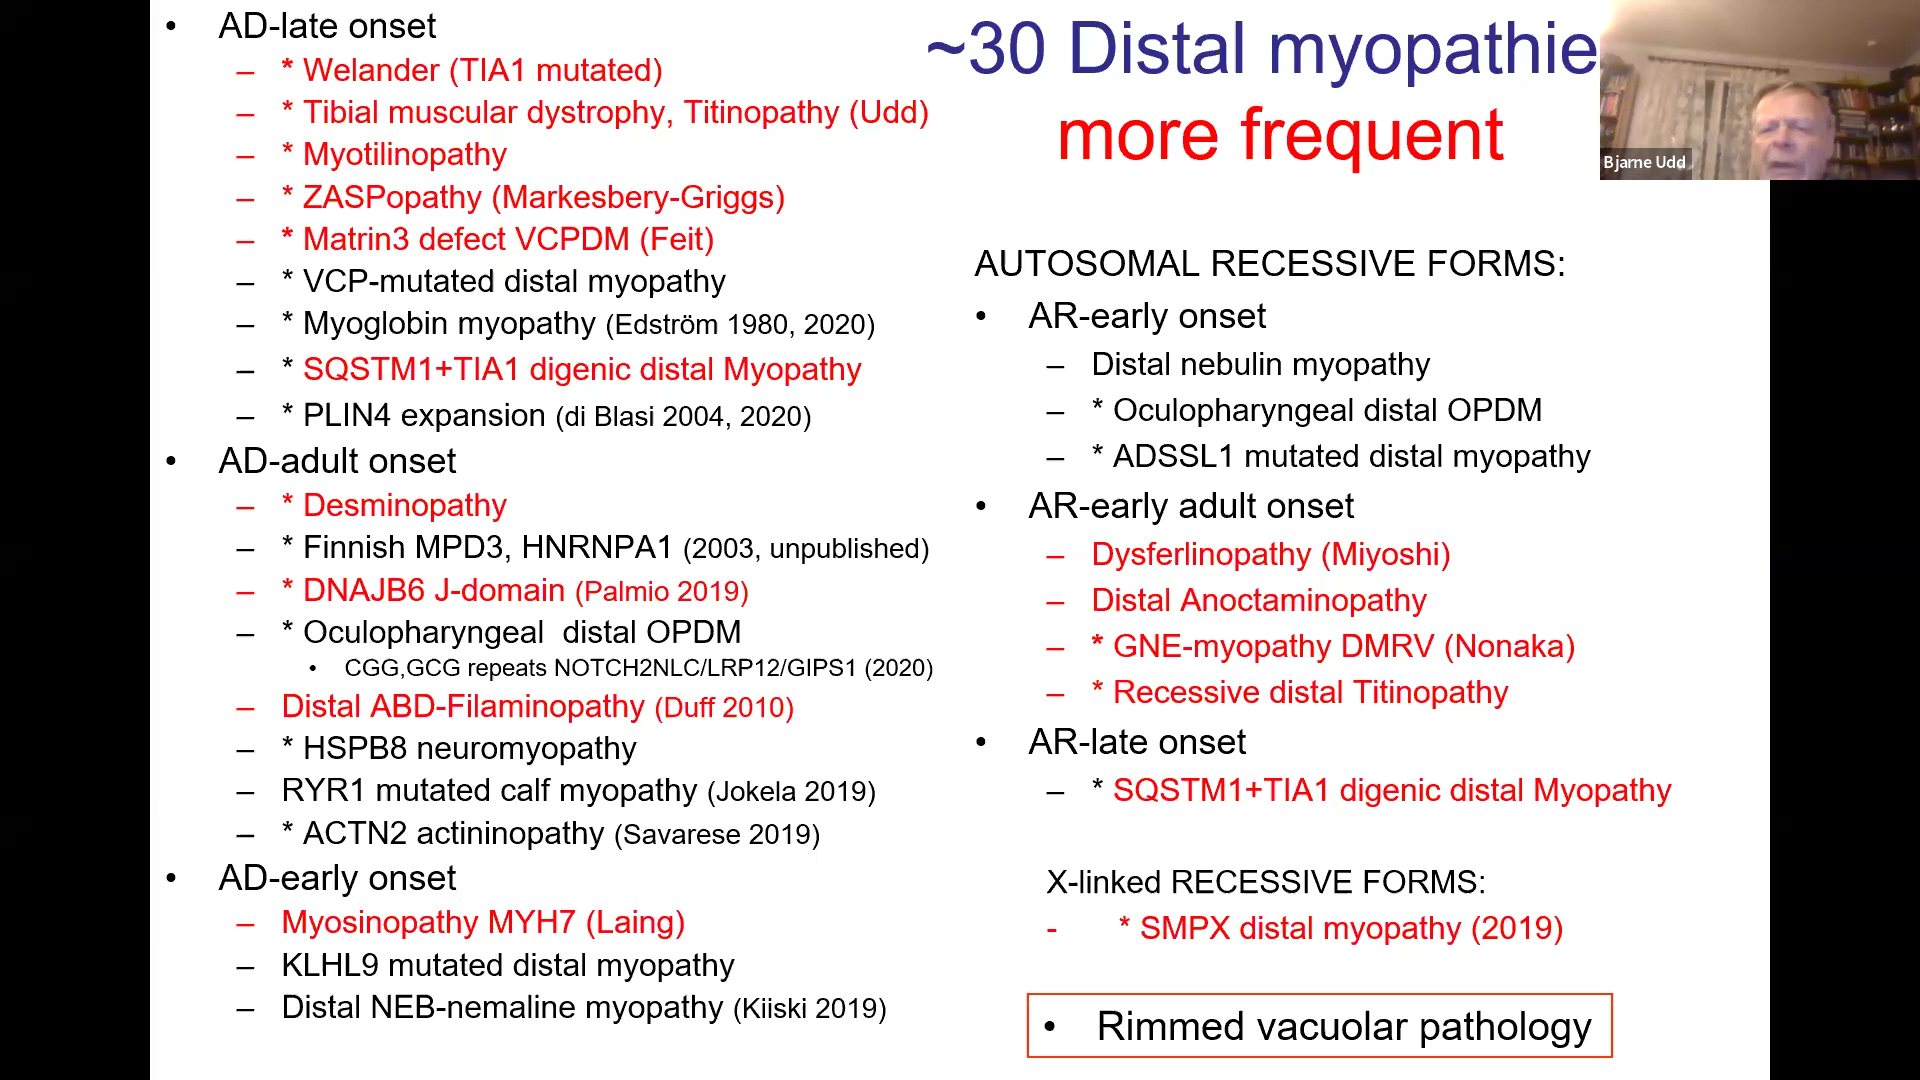 • AD-late onset
– * Welander (TIA1 mutated)
– * Tibial muscular dystrophy, Titinopathy (Udd)
– * Myotilinopathy
– * ZASPopathy (Markesbery-Griggs)
– * Matrin3 defect VCPDM (Feit)
– * VCP-mutated distal myopathy
– * Myoglobin myopathy (Edström 1980, 2020)
– * SQSTM1+TIA1 digenic distal Myopathy
– * PLIN4 expansion (di Blasi 2004, 2020)
• AD-adult onset
– * Desminopathy
– * Finnish MPD3, HNRNPA1 (2003, unpublished)
– * DNAJB6 J-domain (Palmio 2019)
– * Oculopharyngeal distal OPDM
• CGG,GCG repeats NOTCH2NLC/LRP12/GIPS1 (2020)
– Distal ABD-Filaminopathy (Duff 2010)
– * HSPB8 neuromyopathy
– RYR1 mutated calf myopathy (Jokela 2019)
– * ACTN2 actininopathy (Savarese 2019)
• AD-early onset
– Myosinopathy MYH7 (Laing)
– KLHL9 mutated distal myopathy
– Distal NEB-nemaline myopathy (Kiiski 2019)
~30 Distal myopathie
more frequent
Bjarne Udd
AUTOSOMAL RECESSIVE FORMS:
• AR-early onset
– Distal nebulin myopathy
– * Oculopharyngeal distal OPDM
– * ADSSL1 mutated distal myopathy
• AR-early adult onset
– Dysferlinopathy (Miyoshi)
– Distal Anoctaminopathy
– * GNE-myopathy DMRV (Nonaka)
– * Recessive distal Titinopathy
• AR-late onset
– * SQSTM1+TIA1 digenic distal Myopathy
X-linked RECESSIVE FORMS:
- * SMPX distal myopathy (2019)
• Rimmed vacuolar pathology